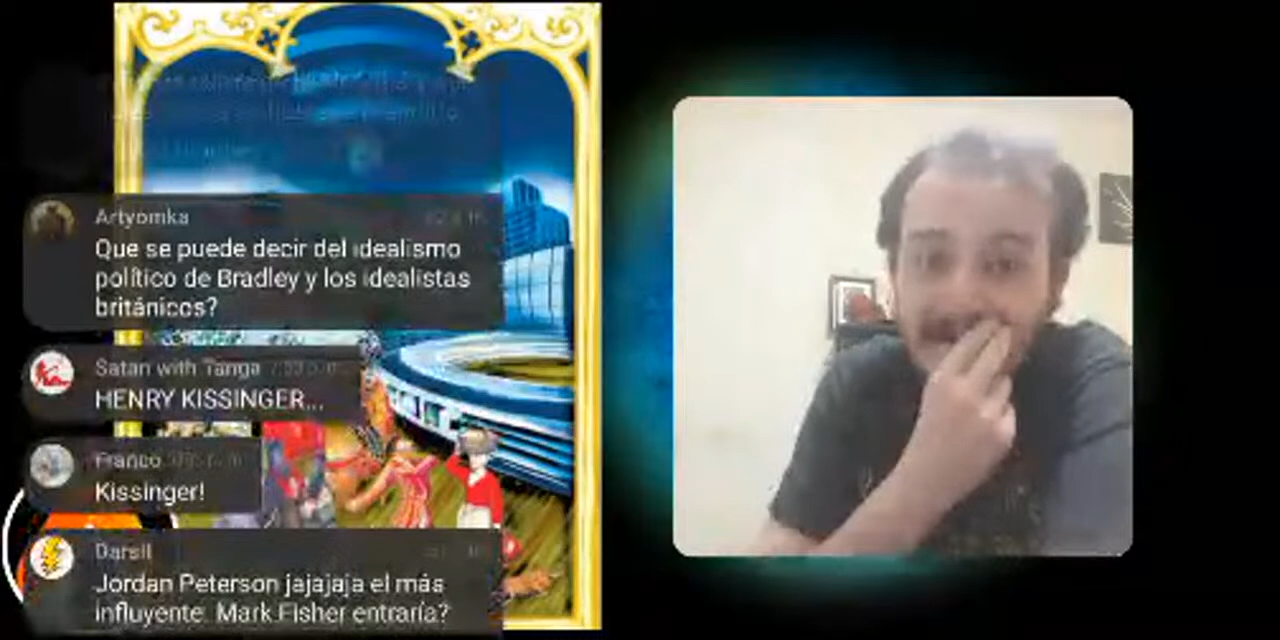 Artyomka
Que se puede decir del idealismo
político de Bradley y los idealistas
británicos?
Satan with Tanga
HENRY KISSINGER...
Franco
Kissinger!
Darsil
Jordan Peterson jajajaja el más
influyente. Mark Fisher entraría?